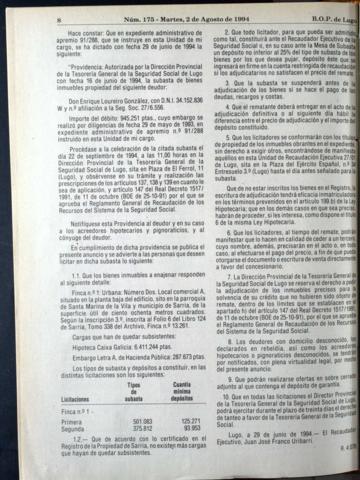 8 Núm. 175 - Martes, 2 de Agosto de 1994 B.O.P. de Lugo
Hace constar: Que en expediente administrativo de
apremio 91/288, que se instruye en esta Unidad de mi
cargo, se ha dictado con fecha 29 de junio de 1994 la
siguiente:
"Providencia: Autorizada por la Dirección Provincial
de la Tesorería General de la Seguridad Social de Lugo
con fecha 16 de junio de 1994, la subasta de bienes
inmuebles propiedad del siguiente deudor:
Don Enrique Loureiro González, con D.N.I. 34.152.836
W y n.º afiliación a la Seg. Soc. 27/6.556.
Importe del débito: 945.251 ptas., cuyo embargo se
realizó por diligencias de fecha 29 de mayo de 1993, en
expediente administrativo de apremio n.º 91/288
instruido en esta Unidad de mi cargo.
Procédase a la celebración de la citada subasta el
día 22 de septiembre de 1994, a las 11,00 horas en la
Dirección Provincial de la Tesorería General de la
Seguridad Social de Lugo, sita en Plaza de El Ferrol, 11
(Lugo), y obsérvense en su trámite y realización las
prescripciones de los artículos 137, 138 y 139 en cuanto le
sea de aplicación, y artículo 147 del Real Decreto 1517/
1991, de 11 de octubre (BOE de 25-10-91) por el que se
aprueba el Reglamento General de Recaudación de los
Recursos del Sistema de la Seguridad Social.
Notifíquese esta Providencia al deudor y en su caso
a los acreedores hipotecarios y pignoraticios, y al
cónyuge del deudor.
En cumplimiento de dicha providencia se publica el
presente anuncio y se advierte a las personas que deseen
licitar en dicha subasta lo siguiente:
1.1. Que los bienes inmuebles a enajenar responden
al siguiente detalle:
Finca n.º 1: Urbana: Número Dos. Local comercial A,
situado en la planta baja del edificio, sito en la parroquia
de Santa Marina de la Villa y municipio de Sarria, de la
superficie útil de ciento ochenta metros cuadrados.
Según la inscripción 3.ª, inscrita al Folio 6 del Libro 124
de Sarria, Tomo 338 del Archivo, Finca n.º 13.261.
Cargas que han de quedar subsistentes:
Hipoteca Caixa Galicia: 6.411.244 ptas.
Embargo Letra A, de Hacienda Pública: 287.673 ptas.
Los tipos de subasta y depósitos a constituir, en las
distintas licitaciones son los siguientes:
Licitaciones Tipos de subasta Cuantía mínima depósitos
Finca n.º 1 -
Primera 501.083 125.271
Segunda 375.812 93.953
1.2.— Que de acuerdo con lo certificado en el
Registro de la Propiedad de Sarria, no existen más cargas
que hayan de quedar subsistentes.
2. Que todo licitador, para que pueda ser admitido
como tal, constituirá ante el Recaudador Ejecutivo de la
Seguridad Social o, en su caso ante la Mesa de Subasta
un depósito no inferior al 25% del tipo de subasta de los
bienes por los que desea pujar, depósito éste que se
ingresará en firme en la cuenta restringida de recaudación
si los adjudicatarios no satisfacen el precio del remate.
3. Que la subasta se suspenderá antes de la
adjudicación de los bienes si se hace el pago de las
deudas, recargos y costas.
4. Que el rematante deberá entregar en el acto de la
adjudicación definitiva o al siguiente día hábil la
diferencia entre el precio de adjudicación y el importe del
depósito constituido.
5. Que los licitadores se conformarán con los títulos
de propiedad de los inmuebles obrantes en el expediente,
sin derecho a exigir otros, encontrándose de manifiesto
aquéllos en esta Unidad de Recaudación Ejecutiva 27/01
de Lugo, sita en la Plaza del Ejército Español, n.º
Entresuelo 3.º (Lugo) hasta el día antes señalado para la
subasta.
Que de no estar inscritos los bienes en el Registro, la
escritura de adjudicación tendrá eficacia inmatriculadora
en los términos prevenidos en el artículo 199.b) de la Ley
Hipotecaria; que en los demás casos en que sea preciso,
habrán de proceder, si les interesa, como dispone el título
6 de la misma Ley Hipotecaria.
6. Que los licitadores, al tiempo del remate, podrán
manifestar que lo hacen en calidad de ceder a un tercero,
cuyo nombre, además, precisarán en el acto o, en todo
caso, al efectuarse el pago del precio, a fin de que pueda
otorgarse el documento o escritura de venta directamente
a favor del concesionario.
7. La Dirección Provincial de la Tesorería General de
la Seguridad Social de Lugo se reserva el derecho a pedir
la adjudicación de los inmuebles precisos para la
solvencia de su crédito que no hubieren sido objeto de
remate, dentro de los límites que se establecen en el
apartado h) del artículo 147 del Real Decreto 1517/1991,
de 11 de octubre (BOE de 25-10-91), por el que se aprueba
el Reglamento General de Recaudación de los Recursos
del Sistema de la Seguridad Social.
8. Los deudores con domicilio desconocido, los
declarados en rebeldía, así como los acreedores
hipotecarios o pignoraticios desconocidos, se tendrán
por notificados, con plena virtualidad legal, por medio
del presente anuncio.
9. Que podrán realizarse ofertas en sobre cerrado
adjunto al que contenga el depósito de garantía.
10. Que en todas las licitaciones el Director Provincial
de la Tesorería General de la Seguridad Social de Lugo
podrá ejercitar durante el plazo de treinta días el derecho
de tanteo a favor de la Tesorería General de la Seguridad
Social.
Lugo, a 29 de junio de 1994.— El Recaudador
Ejecutivo, Juan José Franco Uribarri.